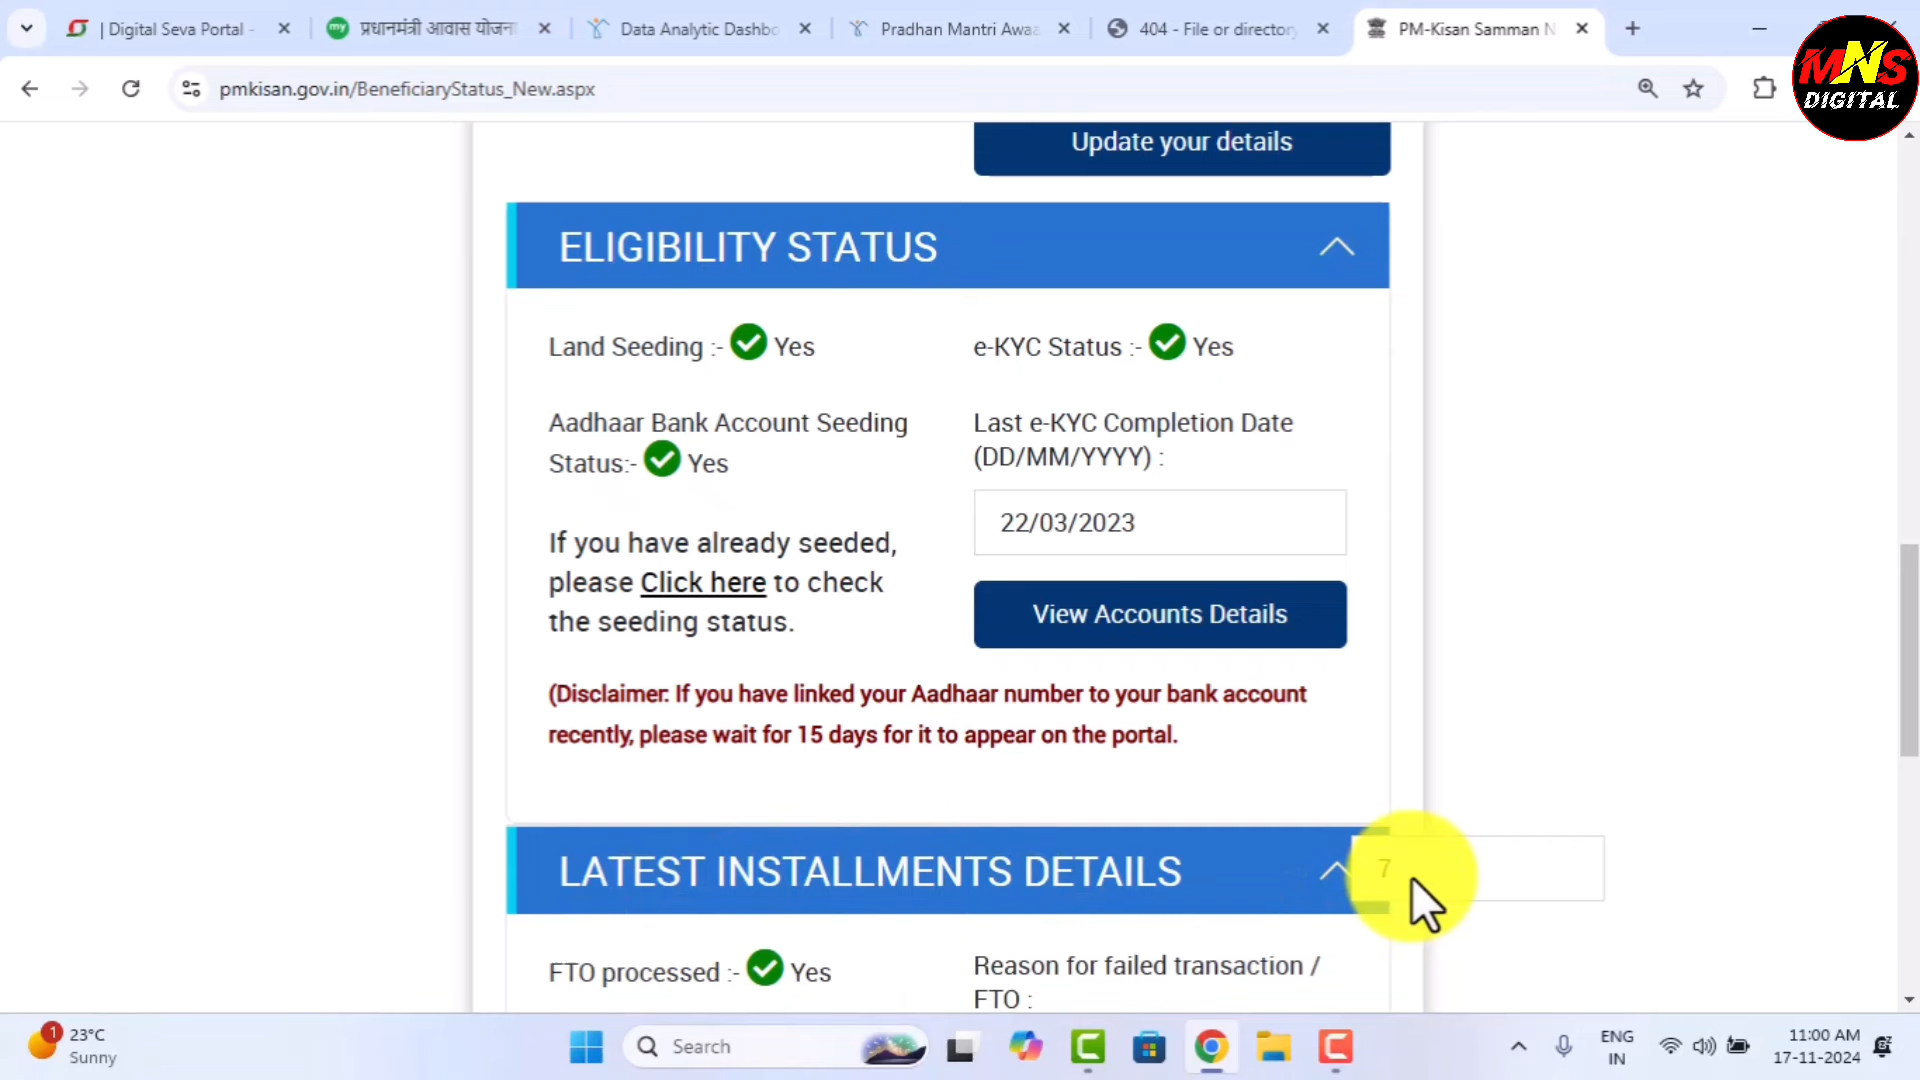 | Digital Seva Portal -
my प्रधानमंत्री आवास योजन
Data Analytic Dashbo
Pradhan Mantri Awaa
404 - File or directory
PM-Kisan Samman N
pmkisan.gov.in/BeneficiaryStatus_New.aspx
MNS
DIGITAL
Update your details
ELIGIBILITY STATUS
Land Seeding :- Yes
e-KYC Status :- Yes
Aadhaar Bank Account Seeding
Status:- Yes
Last e-KYC Completion Date
(DD/MM/YYYY) :
22/03/2023
If you have already seeded,
please Click here to check
the seeding status.
View Accounts Details
(Disclaimer: If you have linked your Aadhaar number to your bank account
recently, please wait for 15 days for it to appear on the portal.
LATEST INSTALLMENTS DETAILS
7
FTO processed :- Yes
Reason for failed transaction /
FTO :
1
23°C
Sunny
Search
ENG
IN
11:00 AM
17-11-2024